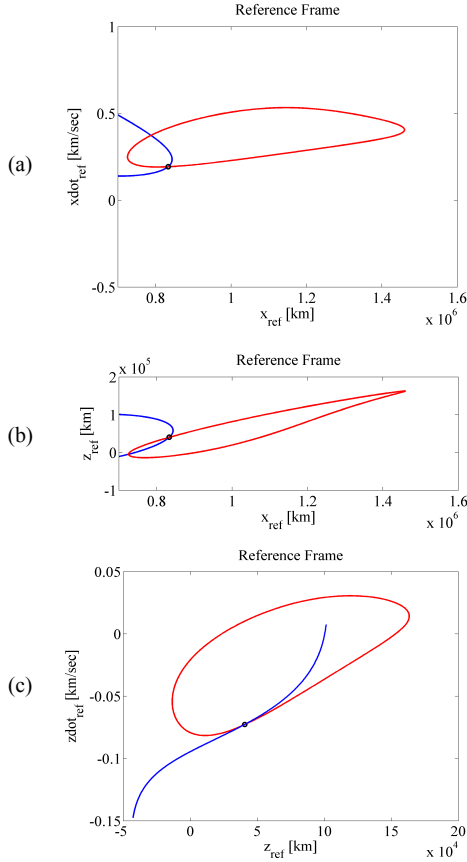 (a)
Reference Frame
xdot_ref [km/sec]
1
0.5
0
-0.5
0.8 1 1.2 1.4 1.6
x_ref [km]
x 10^6
(b)
Reference Frame
x 10^5
z_ref [km]
2
1
0
-1
0.8 1 1.2 1.4 1.6
x_ref [km]
x 10^6
(c)
Reference Frame
zdot_ref [km/sec]
0.05
0
-0.05
-0.1
-0.15
-5 0 5 10 15 20
z_ref [km]
x 10^4